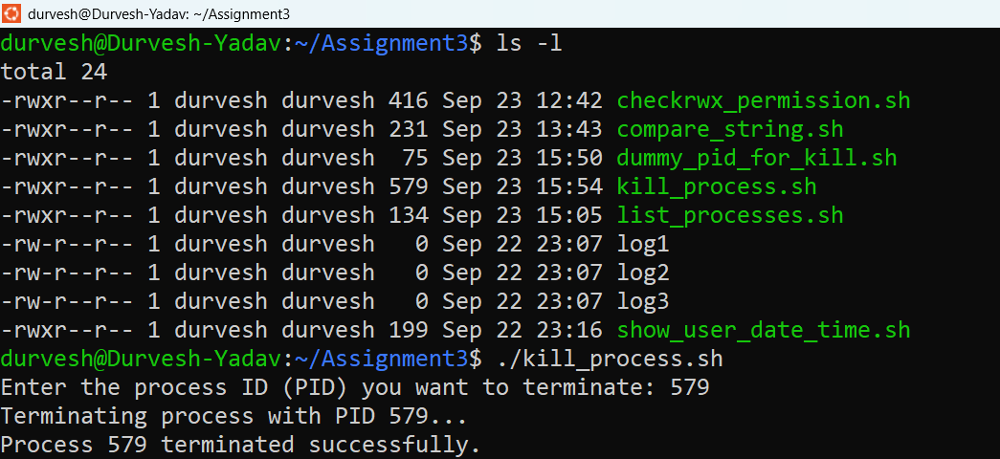 durvesh@Durvesh-Yadav: ~/Assignment3
durvesh@Durvesh-Yadav:~/Assignment3$ ls -l
total 24
-rwxr--r-- 1 durvesh durvesh 416 Sep 23 12:42 checkrwx_permission.sh
-rwxr--r-- 1 durvesh durvesh 231 Sep 23 13:43 compare_string.sh
-rwxr--r-- 1 durvesh durvesh  75 Sep 23 15:50 dummy_pid_for_kill.sh
-rwxr--r-- 1 durvesh durvesh 579 Sep 23 15:54 kill_process.sh
-rwxr--r-- 1 durvesh durvesh 134 Sep 23 15:05 list_processes.sh
-rw-r--r-- 1 durvesh durvesh   0 Sep 22 23:07 log1
-rw-r--r-- 1 durvesh durvesh   0 Sep 22 23:07 log2
-rw-r--r-- 1 durvesh durvesh   0 Sep 22 23:07 log3
-rwxr--r-- 1 durvesh durvesh 199 Sep 22 23:16 show_user_date_time.sh
durvesh@Durvesh-Yadav:~/Assignment3$ ./kill_process.sh
Enter the process ID (PID) you want to terminate: 579
Terminating process with PID 579...
Process 579 terminated successfully.